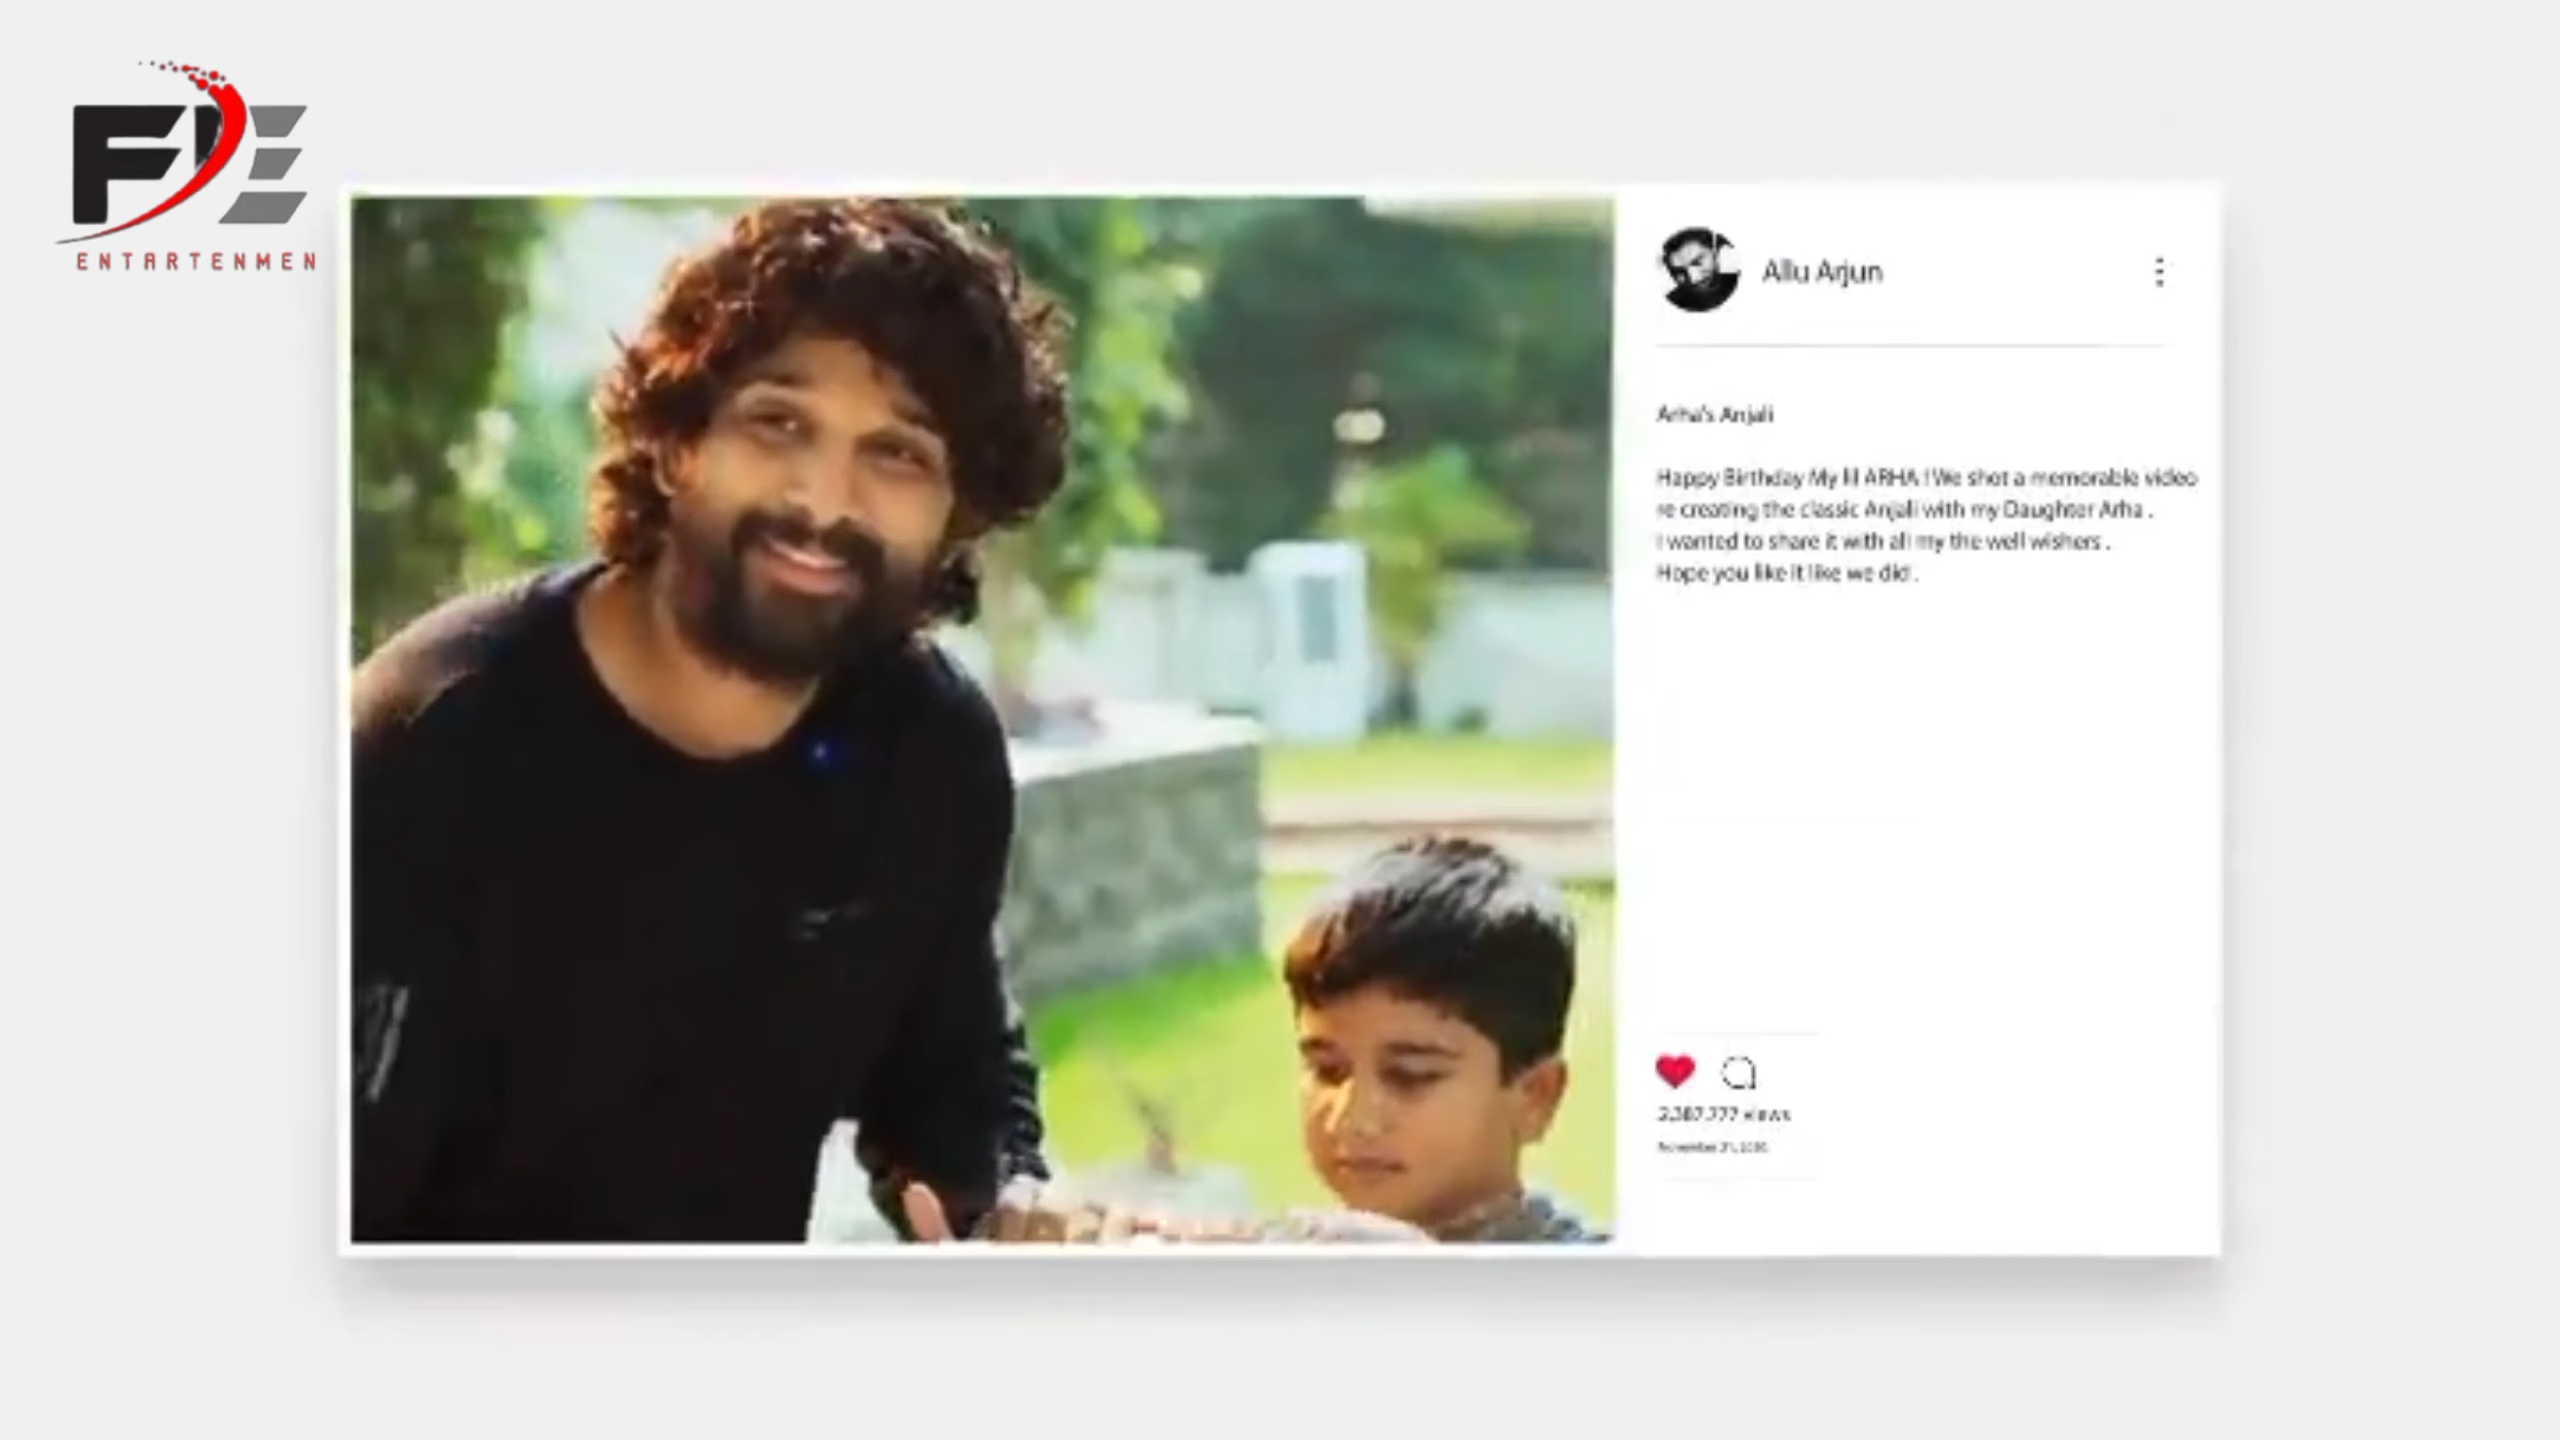 ENTARTENMEN
Allu Arjun
Arha's Anjali
Happy Birthday My lil ARHA ! We shot a memorable video
re creating the classic Anjali with my Daughter Arha .
I wanted to share it with all my the well wishers .
Hope you like it like we did .
views